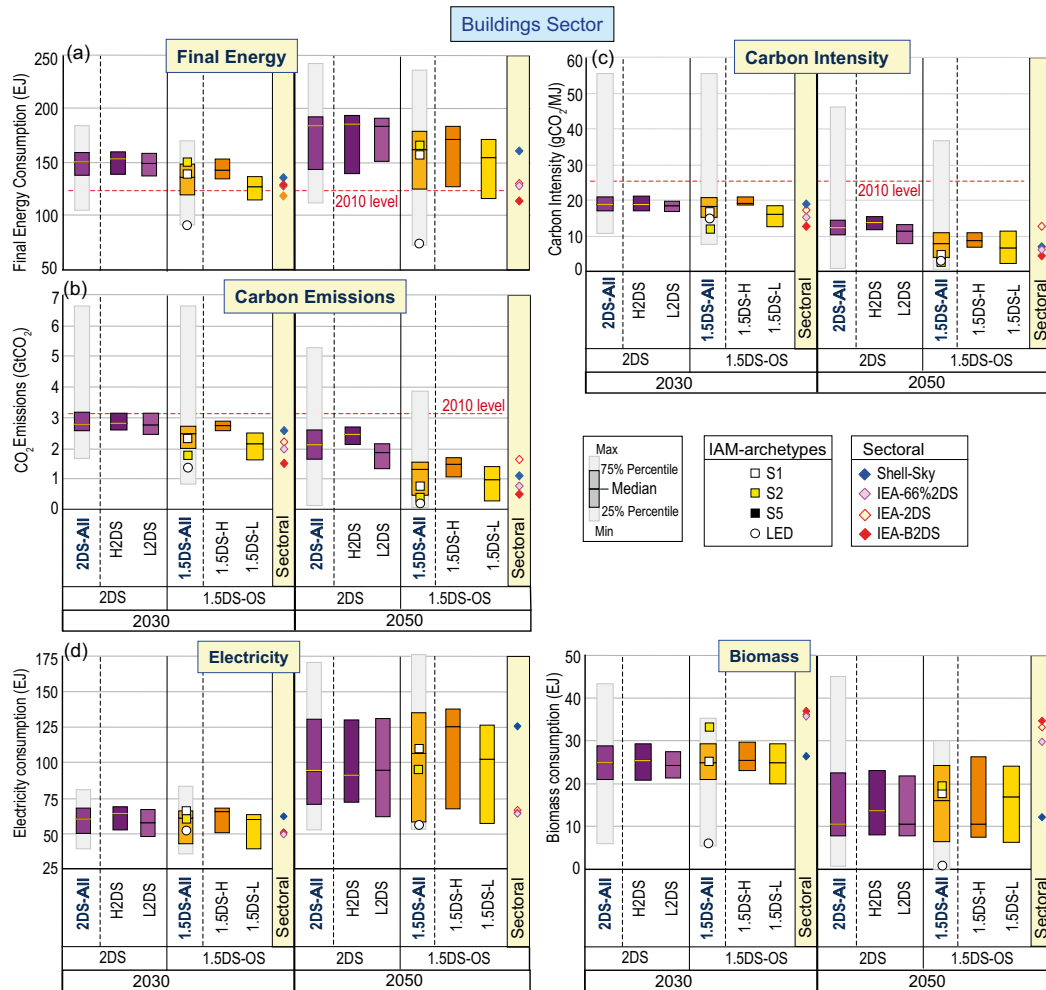 Buildings Sector
(a)
Final Energy
Final Energy Consumption (EJ)
250
200
150
100
50
2010 level
(c)
Carbon Intensity
Carbon Intensity (gCO₂/MJ)
60
50
40
30
20
10
0
2010 level
2DS-All
H2DS
L2DS
1.5DS-All
1.5DS-H
1.5DS-L
Sectoral
2DS-All
H2DS
L2DS
1.5DS-All
1.5DS-H
1.5DS-L
Sectoral
2DS
1.5DS-OS
2DS
1.5DS-OS
2030
2050
(b)
Carbon Emissions
CO₂ Emissions (GtCO₂)
7
6
5
4
3
2
1
0
2010 level
2DS-All
H2DS
L2DS
1.5DS-All
1.5DS-H
1.5DS-L
Sectoral
2DS-All
H2DS
L2DS
1.5DS-All
1.5DS-H
1.5DS-L
Sectoral
2DS
1.5DS-OS
2DS
1.5DS-OS
2030
2050
Max
75% Percentile
Median
25% Percentile
Min
IAM-archetypes
S1
S2
S5
LED
Sectoral
Shell-Sky
IEA-66%2DS
IEA-2DS
IEA-B2DS
(d)
Electricity
Electricity consumption (EJ)
175
150
125
100
75
50
25
2DS-All
H2DS
L2DS
1.5DS-All
1.5DS-H
1.5DS-L
Sectoral
2DS-All
H2DS
L2DS
1.5DS-All
1.5DS-H
1.5DS-L
Sectoral
2DS
1.5DS-OS
2DS
1.5DS-OS
2030
2050
Biomass
Biomass consumption (EJ)
50
40
30
20
10
0
2DS-All
H2DS
L2DS
1.5DS-All
1.5DS-H
1.5DS-L
Sectoral
2DS-All
H2DS
L2DS
1.5DS-All
1.5DS-H
1.5DS-L
Sectoral
2DS
1.5DS-OS
2DS
1.5DS-OS
2030
2050